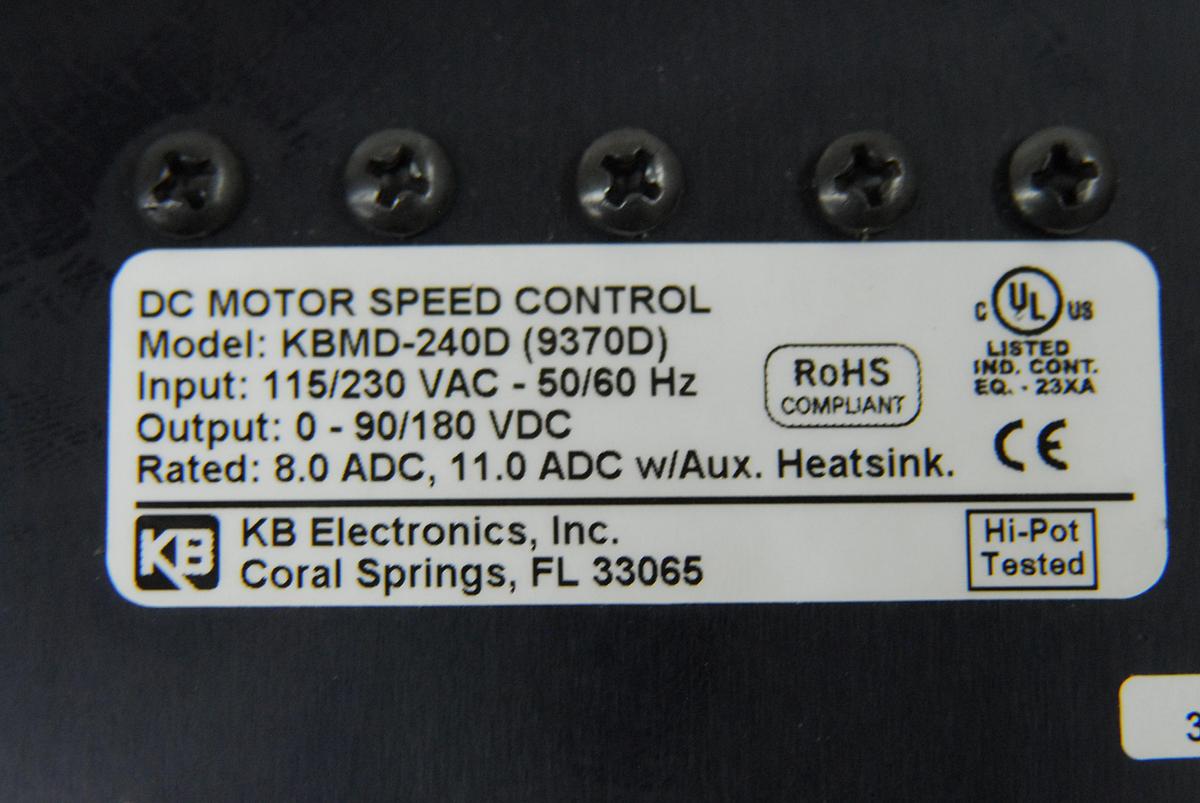 DC MOTOR SPEED CONTROL
Model: KBMD-240D (9370D)
Input: 115/230 VAC - 50/60 Hz
Output: 0 - 90/180 VDC
Rated: 8.0 ADC, 11.0 ADC w/Aux. Heatsink.
RoHS
COMPLIANT
C UL US
LISTED
IND. CONT.
EQ. - 23XA
CE
KB
KB Electronics, Inc.
Coral Springs, FL 33065
Hi-Pot
Tested
3